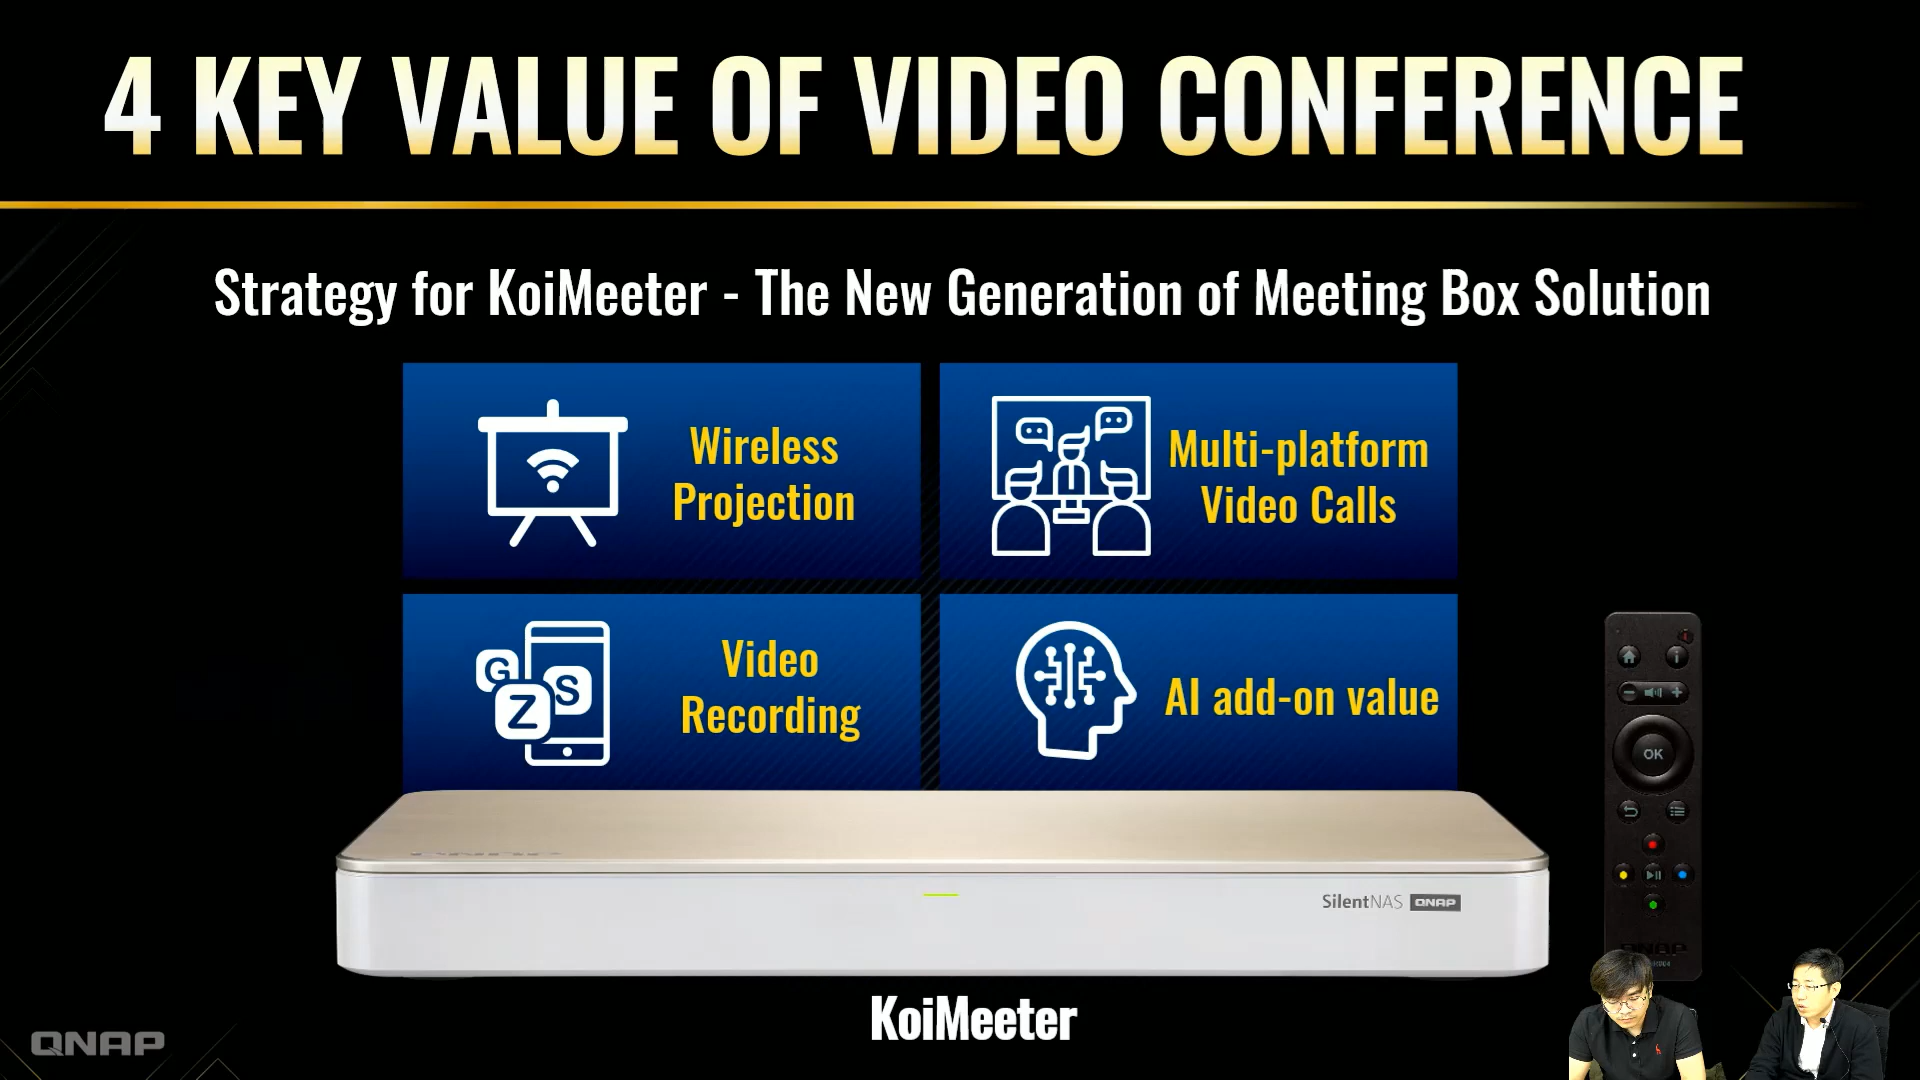 4 KEY VALUE OF VIDEO CONFERENCE
Strategy for KoiMeeter - The New Generation of Meeting Box Solution
Wireless
Projection
Multi-platform
Video Calls
G
S
Z
Video
Recording
AI add-on value
OK
SilentNAS QNAP
QNAP
KoiMeeter
QNAP